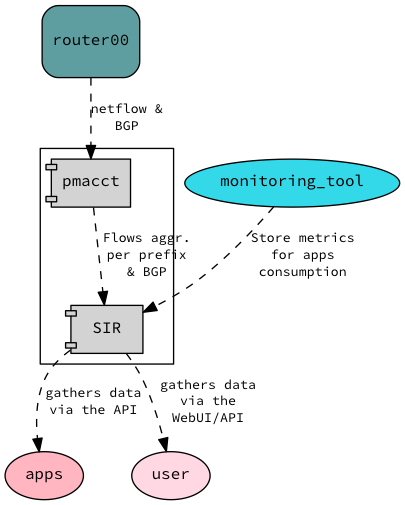 router00
netflow &
BGP
pmacct
monitoring_tool
Flows aggr.
per prefix
& BGP
Store metrics
for apps
consumption
SIR
gathers data
via the API
gathers data
via the
WebUI/API
apps
user